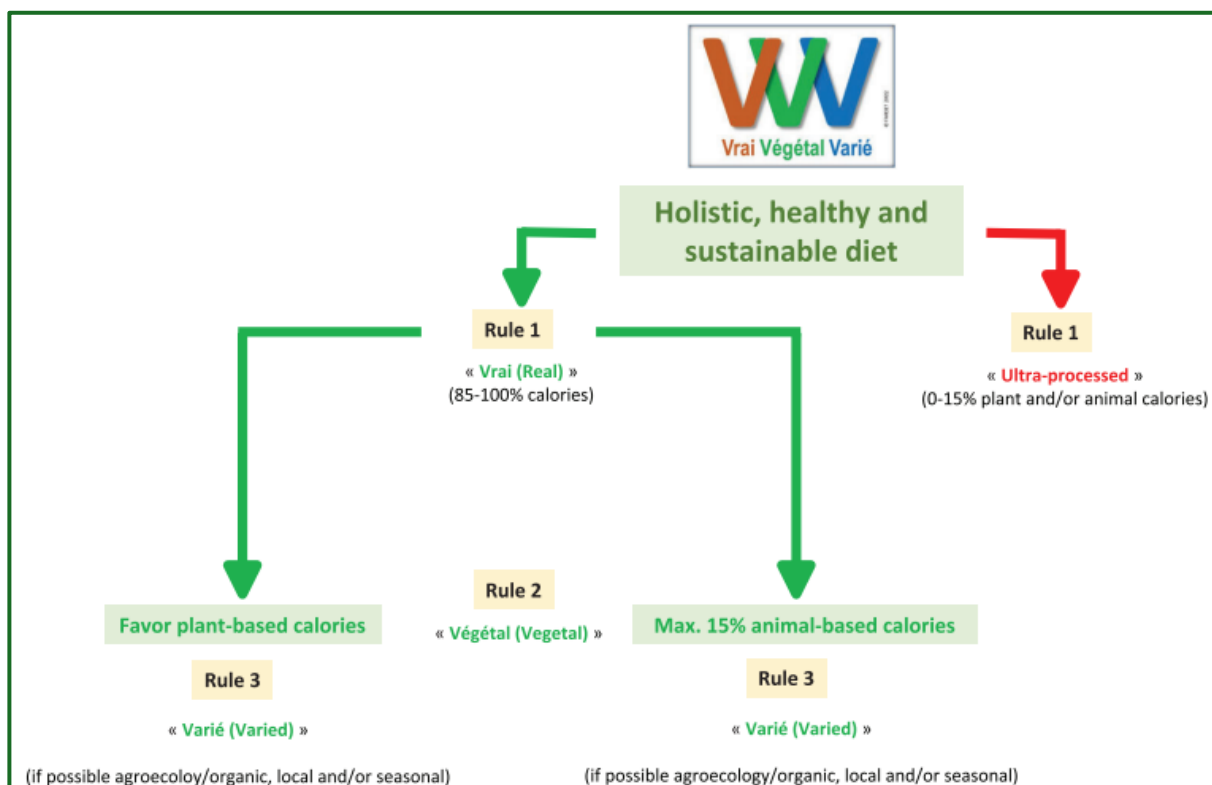 VVV
Vrai Végétal Varié
Holistic, healthy and
sustainable diet
Rule 1
« Vrai (Real) »
(85-100% calories)
Rule 1
« Ultra-processed »
(0-15% plant and/or animal calories)
Rule 2
« Végétal (Vegetal) »
Favor plant-based calories
Rule 3
« Varié (Varied) »
(if possible agroecoloy/organic, local and/or seasonal)
Max. 15% animal-based calories
Rule 3
« Varié (Varied) »
(if possible agroecology/organic, local and/or seasonal)